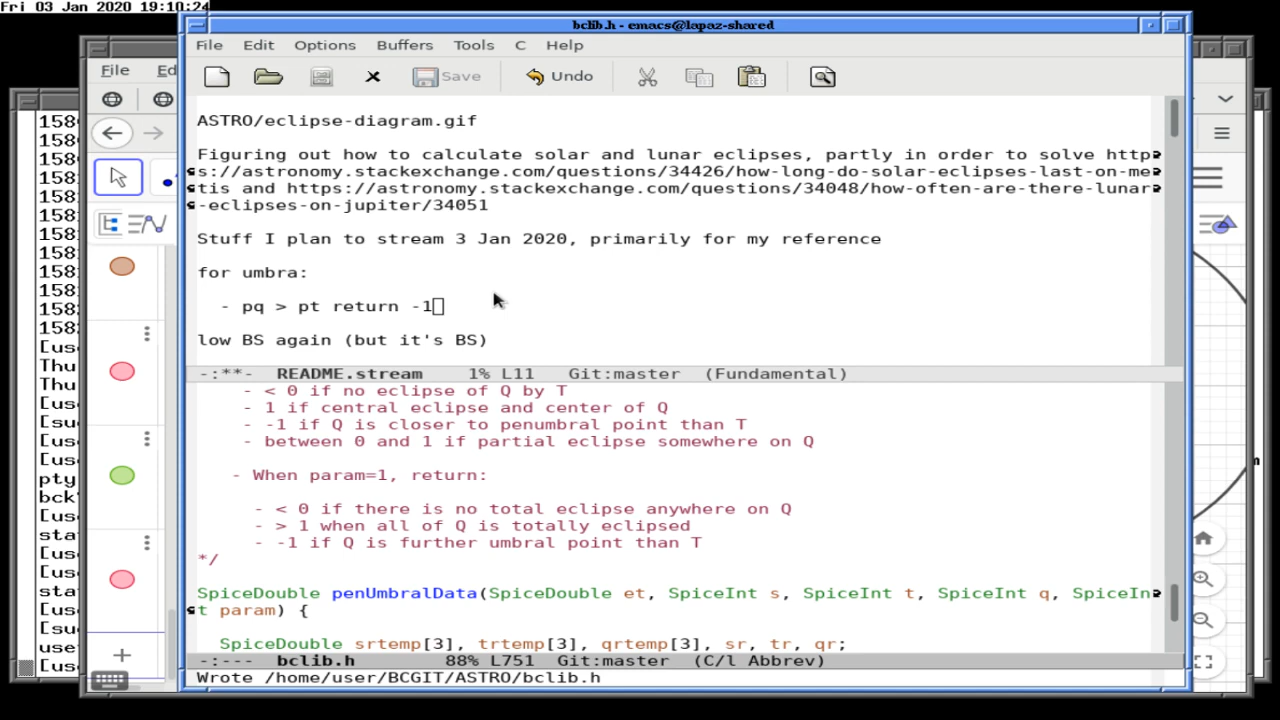 Fri 03 Jan 2020 19:10:24
bclib.h - emacs@lapaz-shared
File Edit Options Buffers Tools C Help
File Ed
Save Undo
ASTRO/eclipse-diagram.gif
Figuring out how to calculate solar and lunar eclipses, partly in order to solve http
s://astronomy.stackexchange.com/questions/34426/how-long-do-solar-eclipses-last-on-me
tis and https://astronomy.stackexchange.com/questions/34048/how-often-are-there-lunar
-eclipses-on-jupiter/34051
Stuff I plan to stream 3 Jan 2020, primarily for my reference
for umbra:
- pq > pt return -1
low BS again (but it's BS)
-:**- README.stream 1% L11 Git:master (Fundamental)
- < 0 if no eclipse of Q by T
- 1 if central eclipse and center of Q
- -1 if Q is closer to penumbral point than T
- between 0 and 1 if partial eclipse somewhere on Q
- When param=1, return:
- < 0 if there is no total eclipse anywhere on Q
- > 1 when all of Q is totally eclipsed
- -1 if Q is further umbral point than T
*/
SpiceDouble penUmbralData(SpiceDouble et, SpiceInt s, SpiceInt t, SpiceInt q, SpiceIn
t param) {
SpiceDouble srtemp[3], trtemp[3], qrtemp[3], sr, tr, qr;
-:--- bclib.h 88% L751 Git:master (C/l Abbrev)
Wrote /home/user/BCGIT/ASTRO/bclib.h